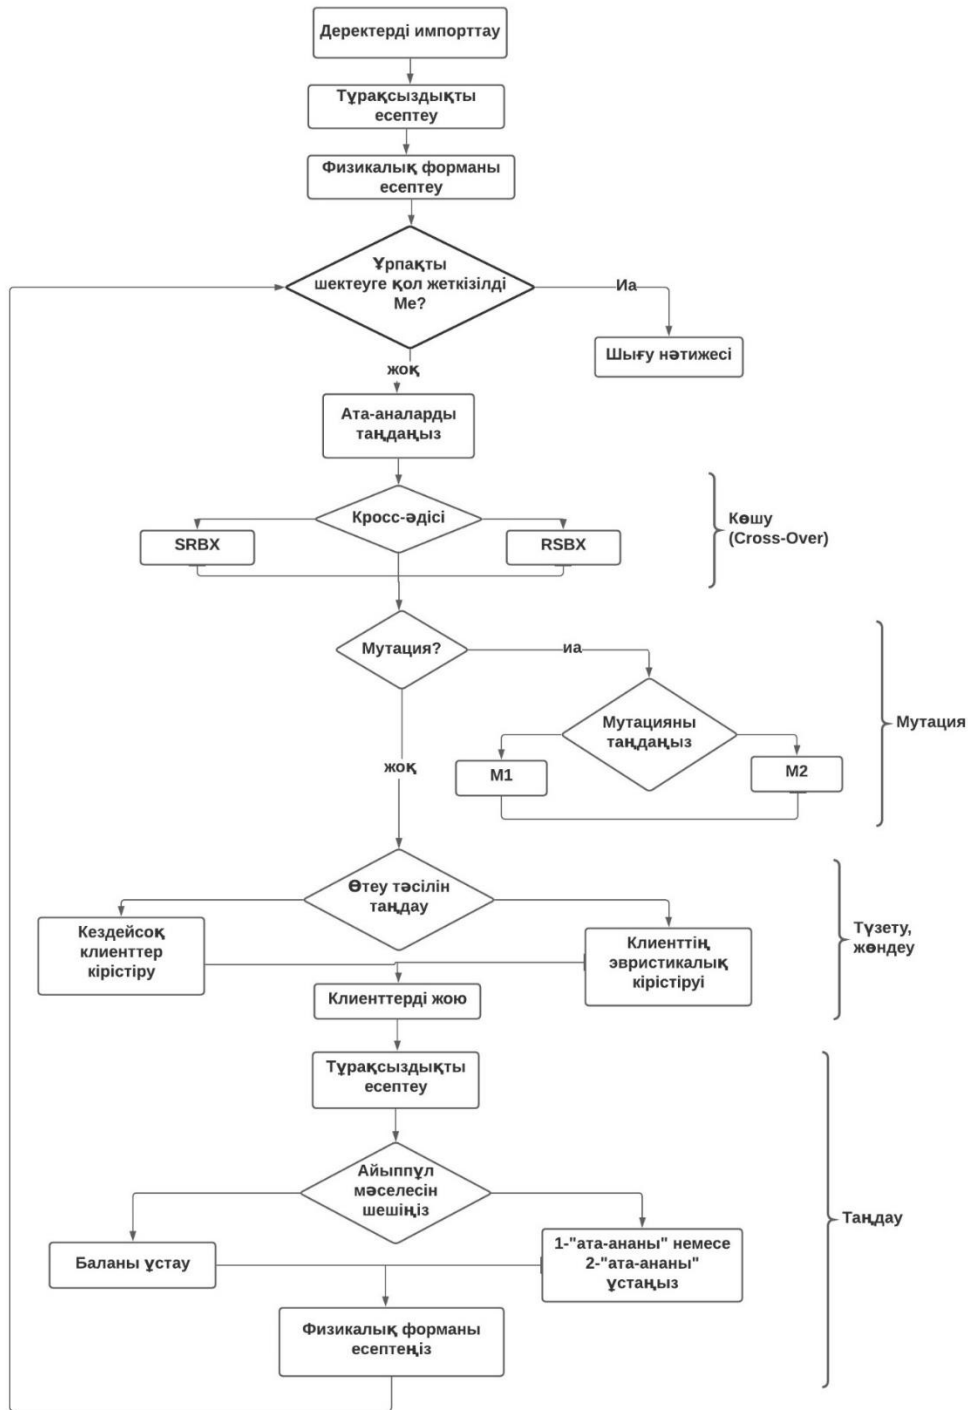 Деректерді импорттау
Тұрақсыздықты
есептеу
Физикалық форманы
есептеу
Ұрпақты
шектеуге қол жеткізілді
Ме?
Иа
Шығу нәтижесі
жоқ
Ата-аналарды
таңдаңыз
Кросс-әдісі
SRBX
RSBX
Көшу
(Cross-Over)
Мутация?
иа
Мутацияны
таңдаңыз
M1
M2
Мутация
жоқ
Өтеу тәсілін
таңдау
Кездейсоқ
клиенттер
кірістіру
Клиенттің
эвристикалық
кірістіруі
Түзету,
жөндеу
Клиенттерді жою
Тұрақсыздықты
есептеу
Айыппұл
мәселесін
шешіңіз
Баланы ұстау
1-"ата-ананы" немесе
2-"ата-ананы"
ұстаңыз
Таңдау
Физикалық форманы
есептеңіз